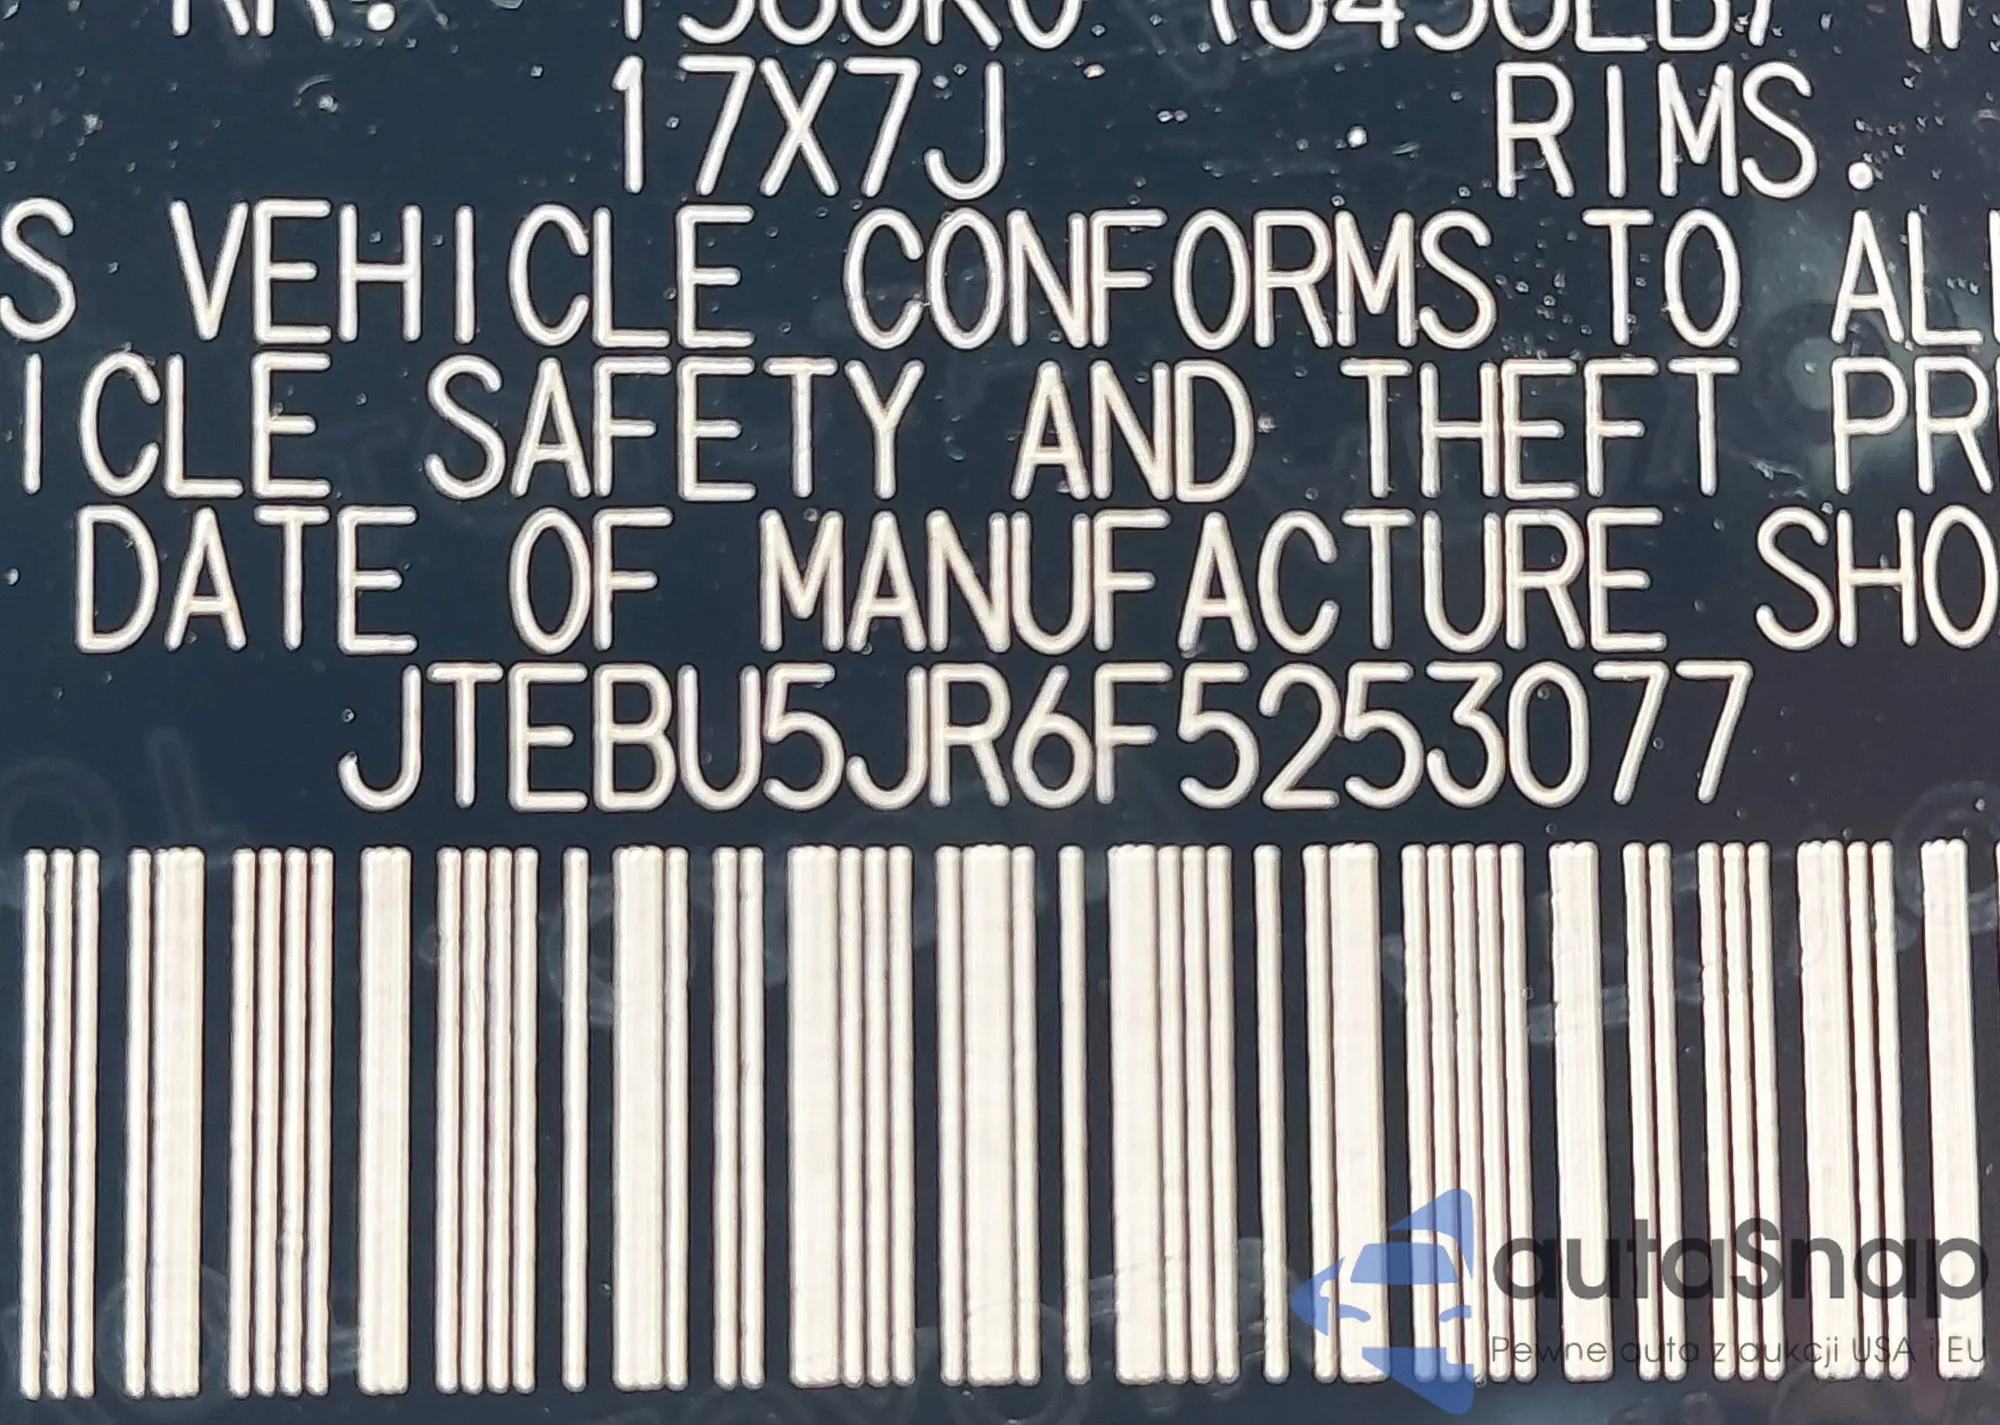 17X7J RIMS.
S VEHICLE CONFORMS TO AL
ICLE SAFETY AND THEFT PR
DATE OF MANUFACTURE SHO
JTEBU5JR6F5253077
autaSnap
Pewne auta z aukcji USA i EU